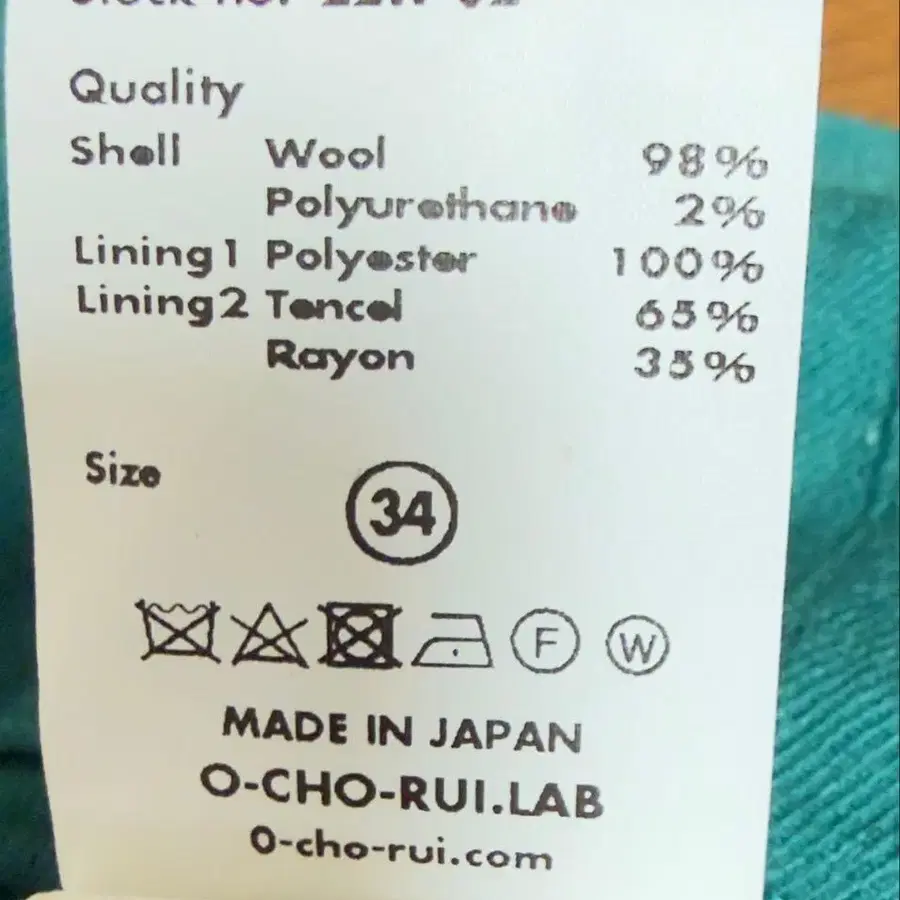 Quality
Shell Wool 98%
Polyurethane 2%
Lining1 Polyester 100%
Lining2 Tencel 65%
Rayon 35%
Size
34
F W
MADE IN JAPAN
O-CHO-RUI.LAB
O-cho-rui.com